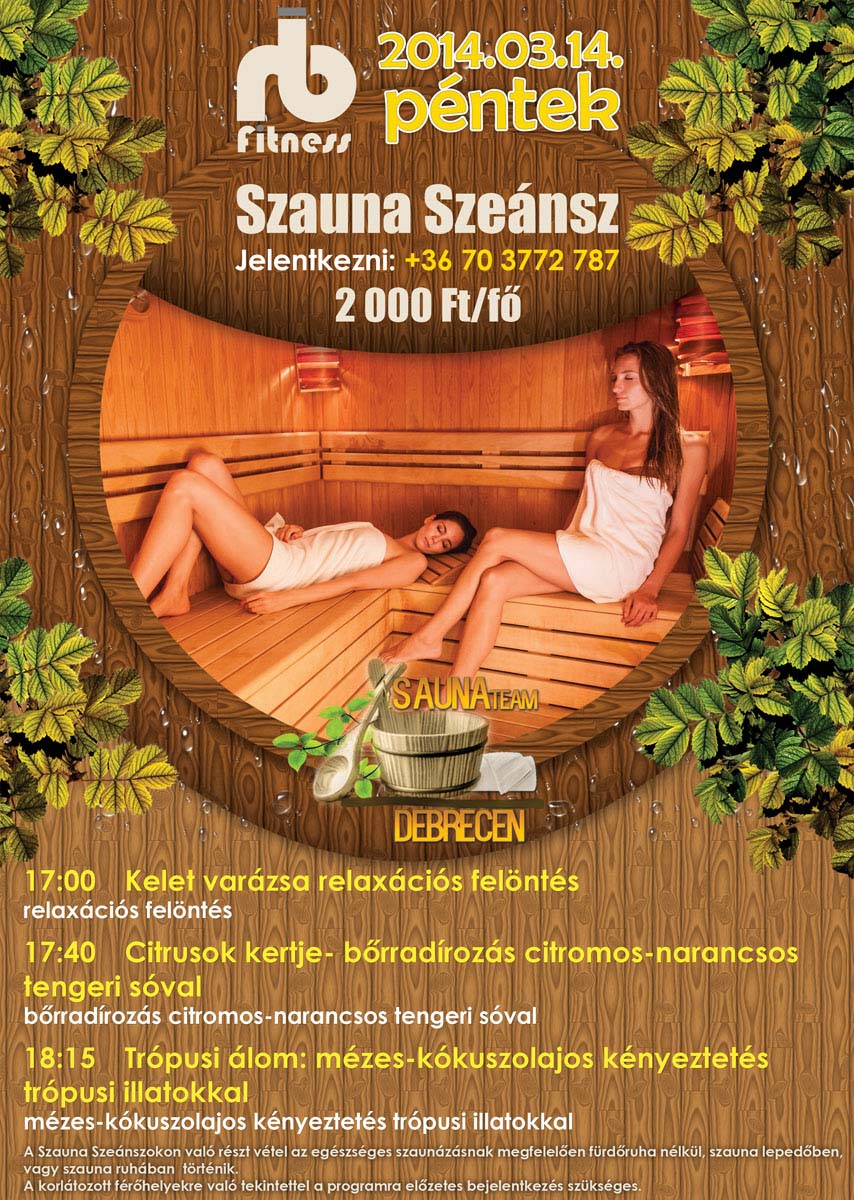 rb
2014.03.14.
péntek
Fitness
Szauna Szeánsz
Jelentkezni: +36 70 3772 787
2 000 Ft/fő
SAUNA TEAM
DEBRECEN
17:00 Kelet varázsa relaxációs felöntés
relaxációs felöntés
17:40 Citrusok kertje- bőrradírozás citromos-narancsos
tengeri sóval
bőrradírozás citromos-narancsos tengeri sóval
18:15 Trópusi álom: mézes-kókuszolajos kényeztetés
trópusi illatokkal
mézes-kókuszolajos kényeztetés trópusi illatokkal
A Szauna Szeánszokon való részt vétel az egészséges szaunázásnak megfelelően fürdőruha nélkül, szauna lepedőben,
vagy szauna ruhában történik.
A korlátozott férőhelyekre való tekintettel a programra előzetes bejelentkezés szükséges.